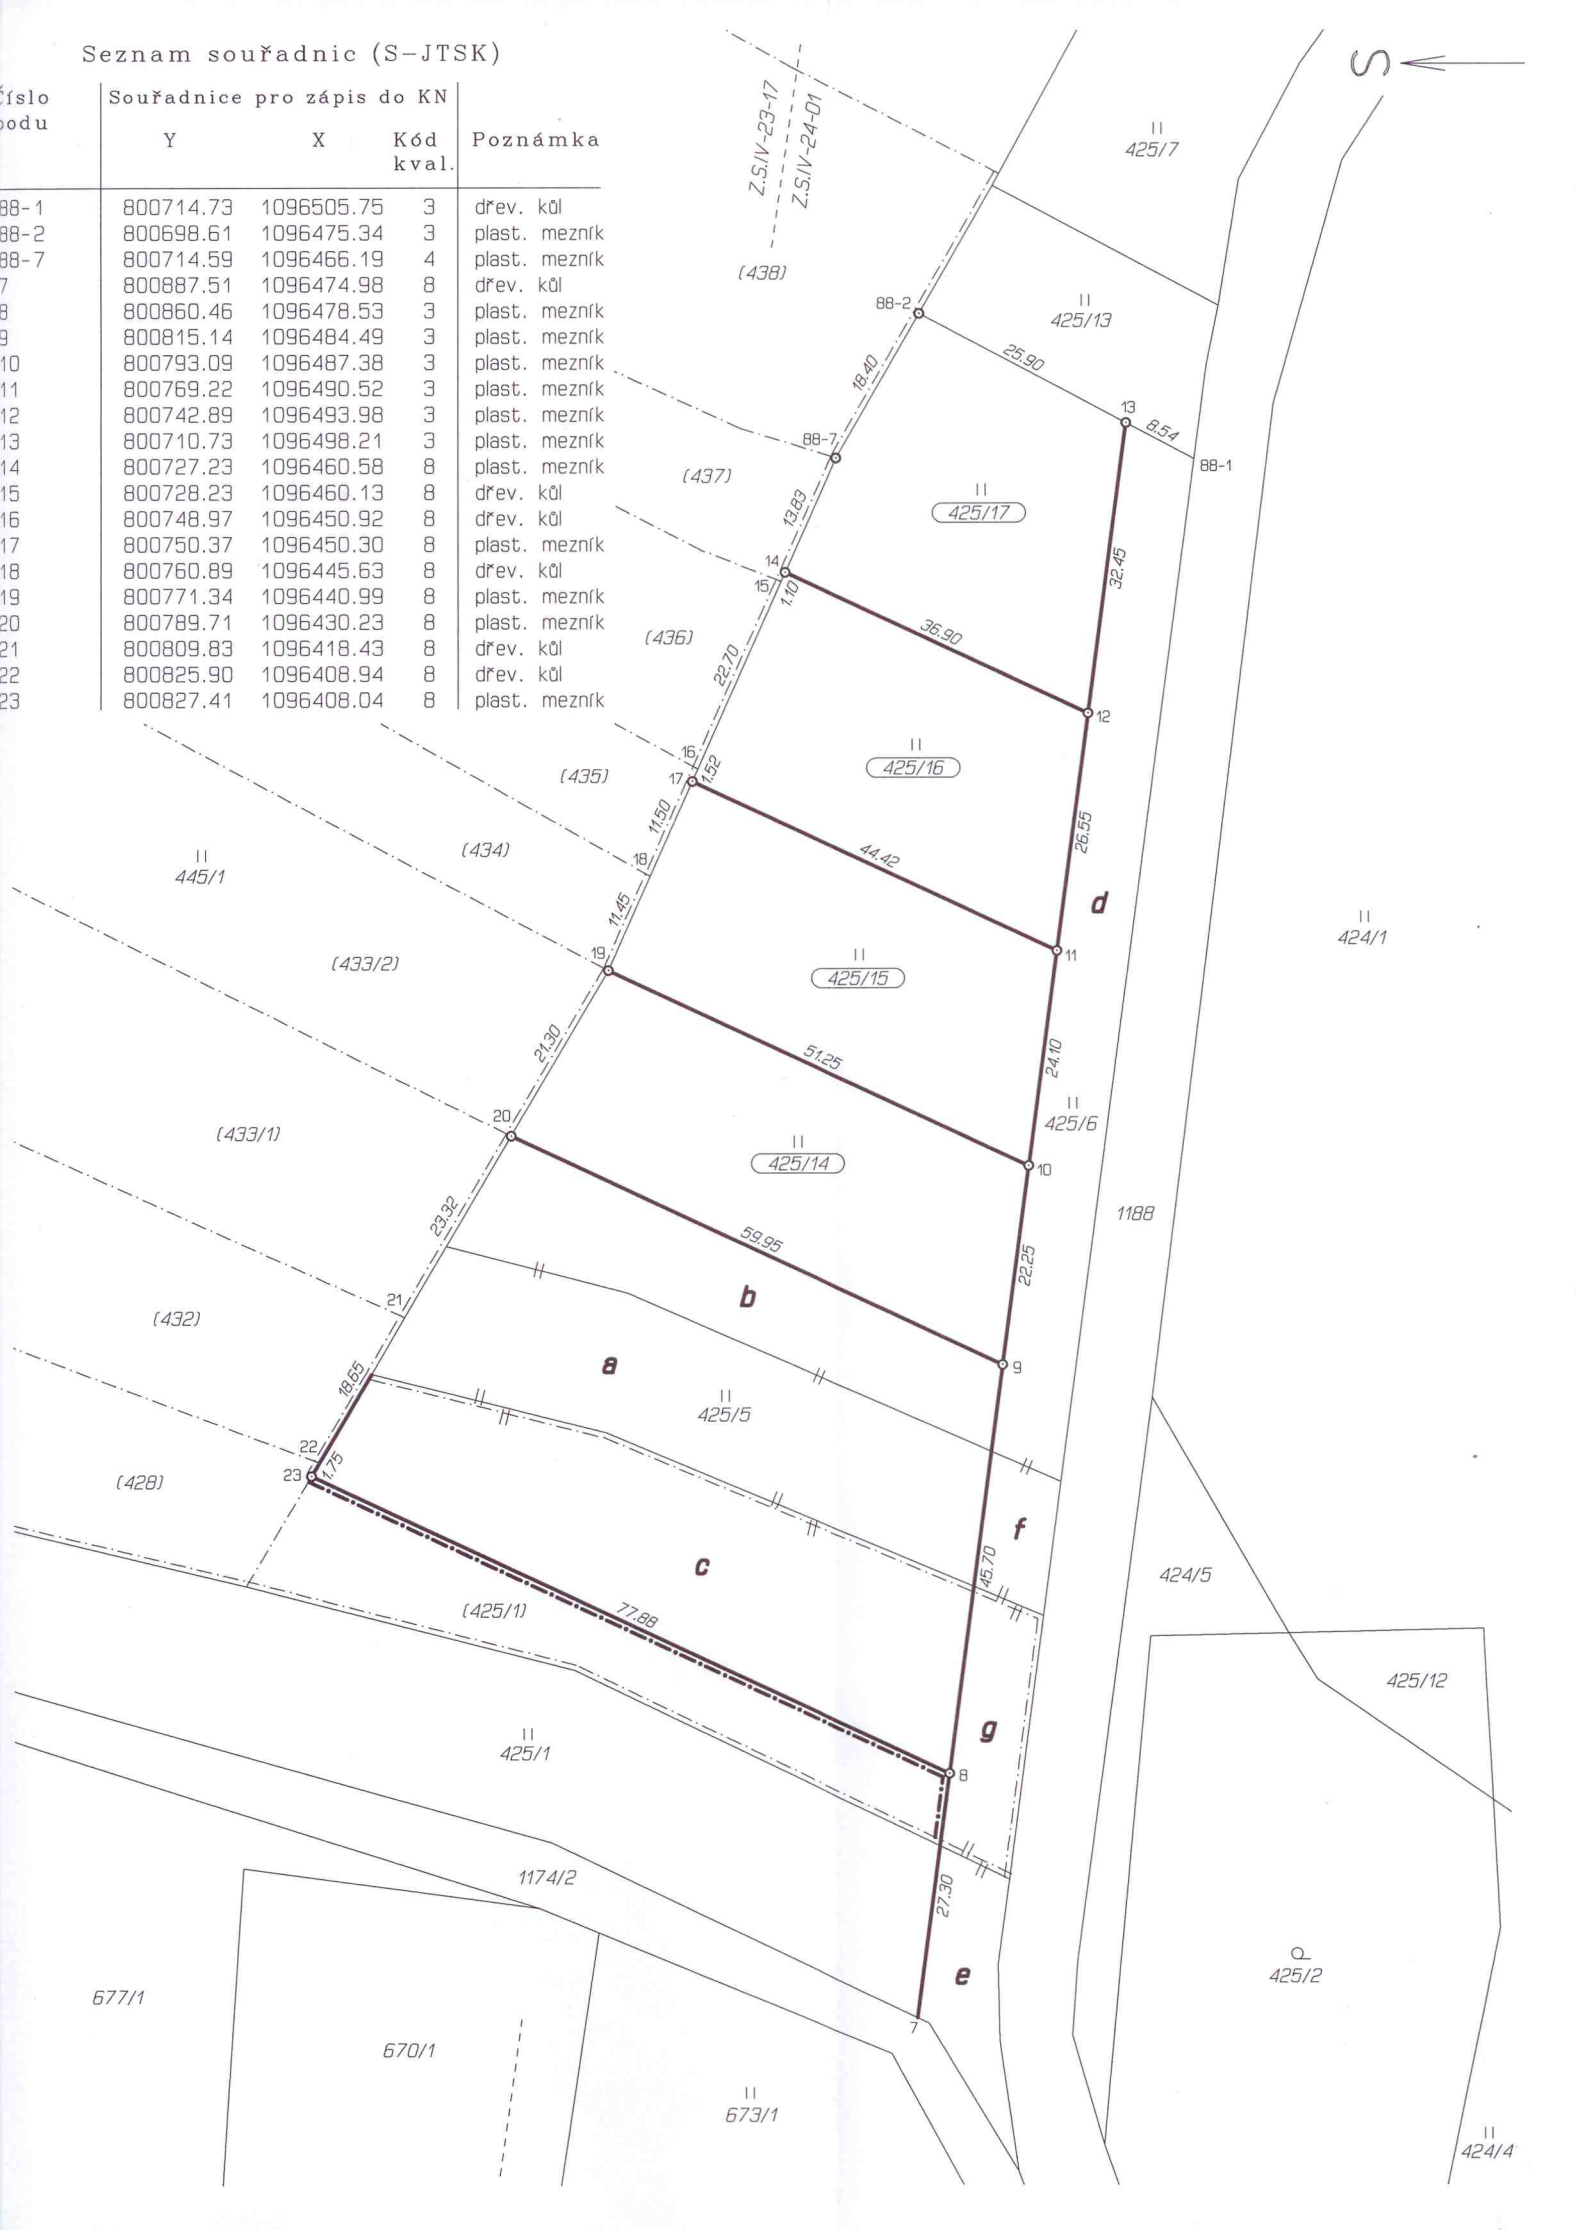 Seznam souřadnic (S-JTSK)
Číslo bodu Souřadnice pro zápis do KN
Y X Kód kval. Poznámka
88-1 800714.73 1096505.75 3 dřev. kůl
88-2 800698.61 1096475.34 3 plast. mezník
88-7 800714.59 1096466.19 4 plast. mezník
7 800887.51 1096474.98 8 dřev. kůl
8 800860.46 1096478.53 3 plast. mezník
9 800815.14 1096484.49 3 plast. mezník
10 800793.09 1096487.38 3 plast. mezník
11 800769.22 1096490.52 3 plast. mezník
12 800742.89 1096493.98 3 plast. mezník
13 800710.73 1096498.21 3 plast. mezník
14 800727.23 1096460.58 8 plast. mezník
15 800728.23 1096460.13 8 dřev. kůl
16 800748.97 1096450.92 8 dřev. kůl
17 800750.37 1096450.30 8 plast. mezník
18 800760.89 1096445.63 8 dřev. kůl
19 800771.34 1096440.99 8 plast. mezník
20 800789.71 1096430.23 8 plast. mezník
21 800809.83 1096418.43 8 dřev. kůl
22 800825.90 1096408.94 8 dřev. kůl
23 800827.41 1096408.04 8 plast. mezník
S
Z.S.IV-23-17
Z.S.IV-24-01
425/7
(438)
88-2
425/13
25.90
18.40
13
8.54
88-1
88-7
(437)
13.83
425/17
32.45
14
15
1.10
36.90
(436)
22.70
12
16
17
1.52
425/16
(435)
11.50
26.55
44.42
(434)
18
445/1
11.45
d
424/1
19
11
(433/2)
425/15
21.30
51.25
24.10
20
425/6
(433/1)
425/14
10
23.32
59.95
1188
22.25
21
b
(432)
a
9
18.65
425/5
22
23
1.75
(428)
f
c
45.70
424/5
(425/1)
77.88
425/12
g
425/1
8
1174/2
27.30
e
425/2
677/1
7
670/1
673/1
424/4